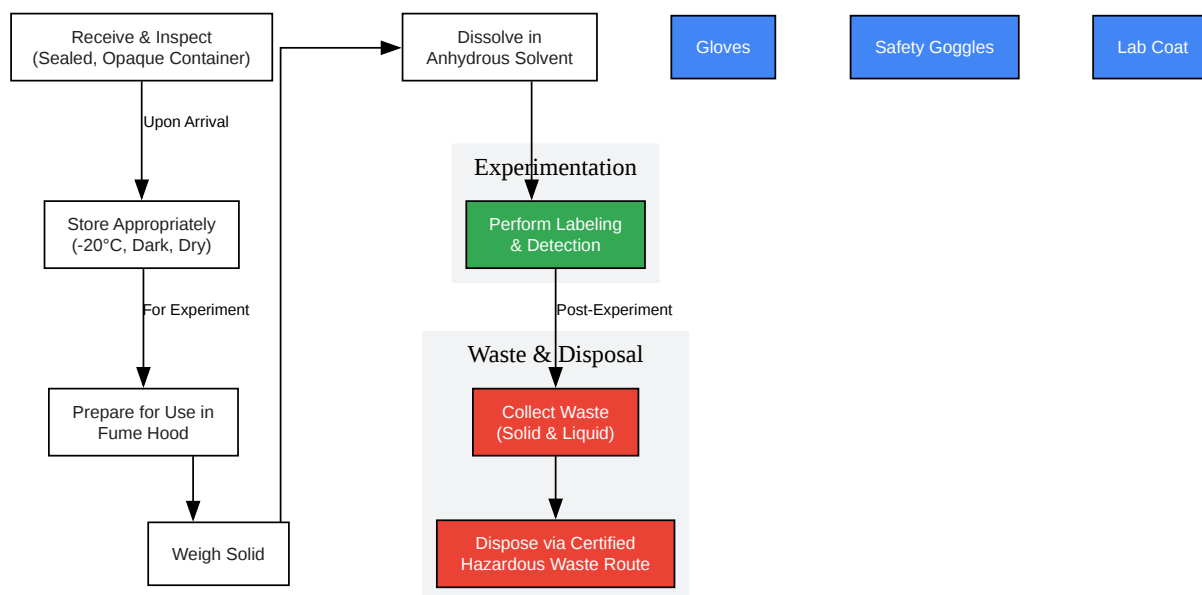 Receive & Inspect
(Sealed, Opaque Container)
Upon Arrival
Store Appropriately
(-20°C, Dark, Dry)
For Experiment
Prepare for Use in
Fume Hood
Weigh Solid
Dissolve in
Anhydrous Solvent
Experimentation
Perform Labeling
& Detection
Post-Experiment
Waste & Disposal
Collect Waste
(Solid & Liquid)
Dispose via Certified
Hazardous Waste Route
Gloves
Safety Goggles
Lab Coat